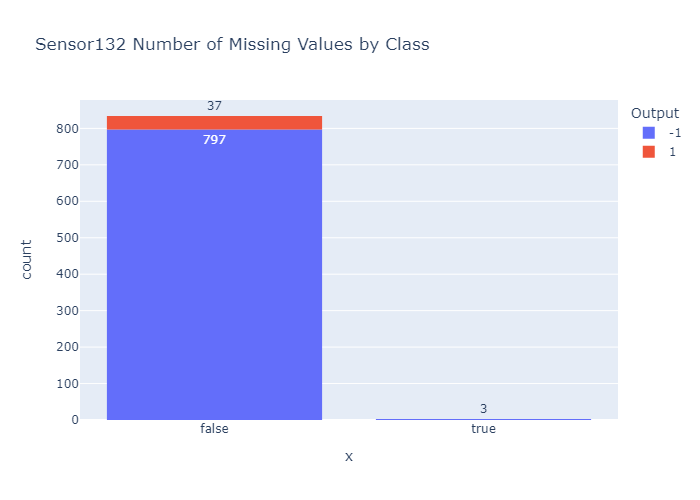 Sensor132 Number of Missing Values by Class
37
797
3
800
700
600
500
400
300
200
100
0
count
false
true
x
Output
-1
1